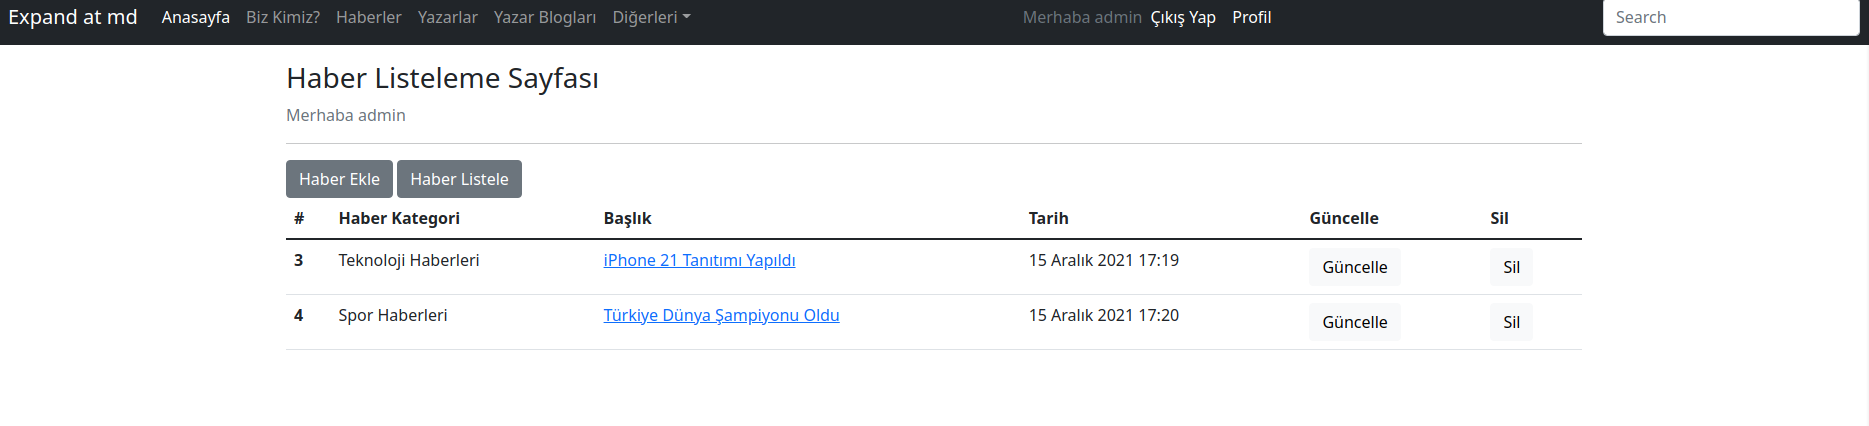 Expand at md Anasayfa Biz Kimiz? Haberler Yazarlar Yazar Blogları Diğerleri Merhaba admin Çıkış Yap Profil Search
Haber Listeleme Sayfası
Merhaba admin
Haber Ekle Haber Listele
# Haber Kategori Başlık Tarih Güncelle Sil
3 Teknoloji Haberleri iPhone 21 Tanıtımı Yapıldı 15 Aralık 2021 17:19 Güncelle Sil
4 Spor Haberleri Türkiye Dünya Şampiyonu Oldu 15 Aralık 2021 17:20 Güncelle Sil